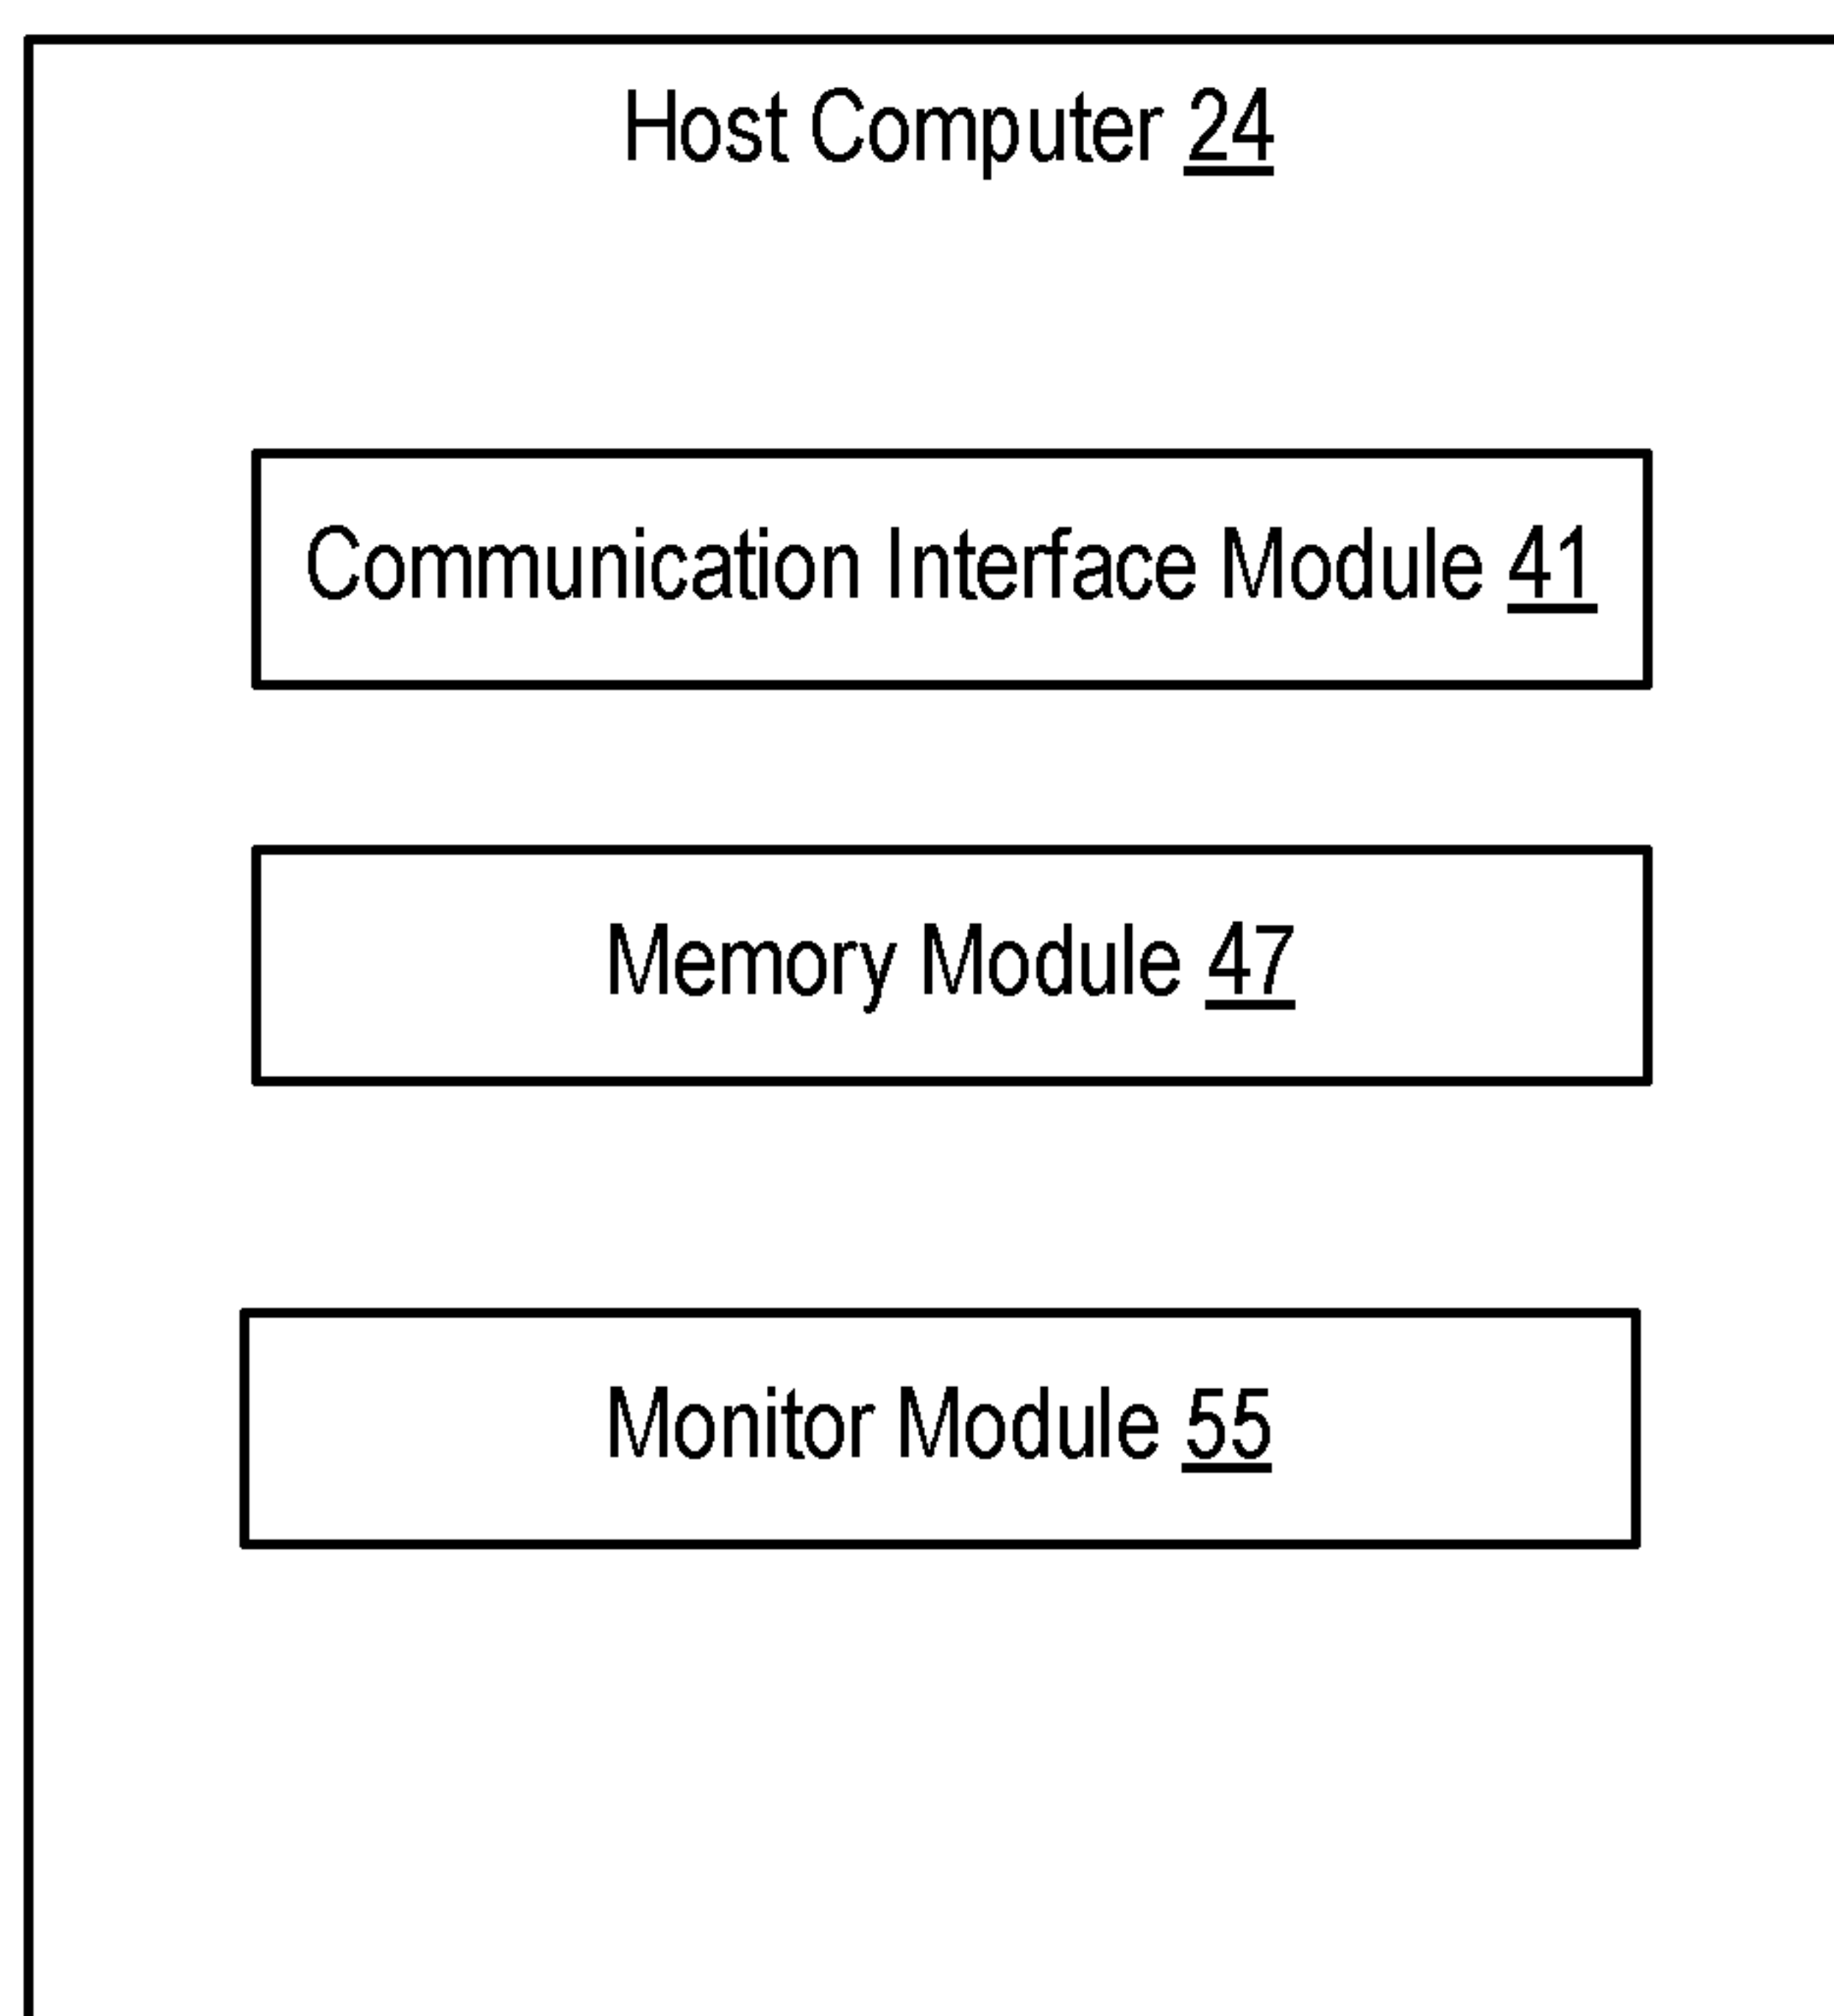 Host Computer 24
Communication Interface Module 41
Memory Module 47
Monitor Module 55